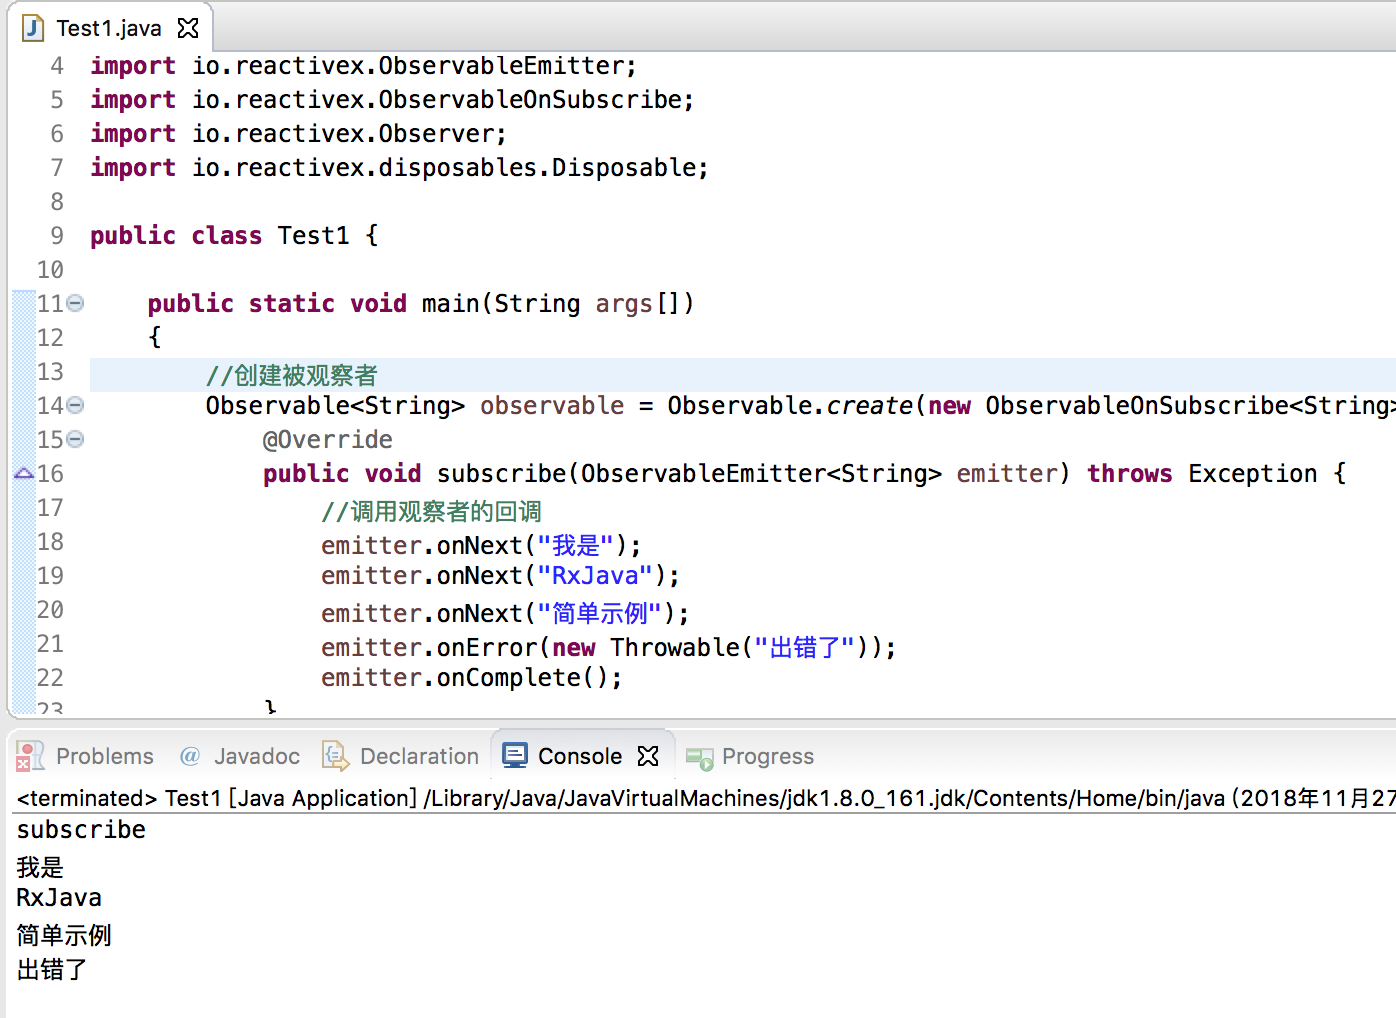 Test1.java
4 import io.reactivex.ObservableEmitter;
5 import io.reactivex.ObservableOnSubscribe;
6 import io.reactivex.Observer;
7 import io.reactivex.disposables.Disposable;
8
9 public class Test1 {
10
11 public static void main(String args[])
12 {
13 //创建被观察者
14 Observable<String> observable = Observable.create(new ObservableOnSubscribe<String>
15 @Override
16 public void subscribe(ObservableEmitter<String> emitter) throws Exception {
17 //调用观察者的回调
18 emitter.onNext("我是");
19 emitter.onNext("RxJava");
20 emitter.onNext("简单示例");
21 emitter.onError(new Throwable("出错了"));
22 emitter.onComplete();
23 }
Problems @ Javadoc Declaration Console Progress
<terminated> Test1 [Java Application] /Library/Java/JavaVirtualMachines/jdk1.8.0_161.jdk/Contents/Home/bin/java (2018年11月27
subscribe
我是
RxJava
简单示例
出错了